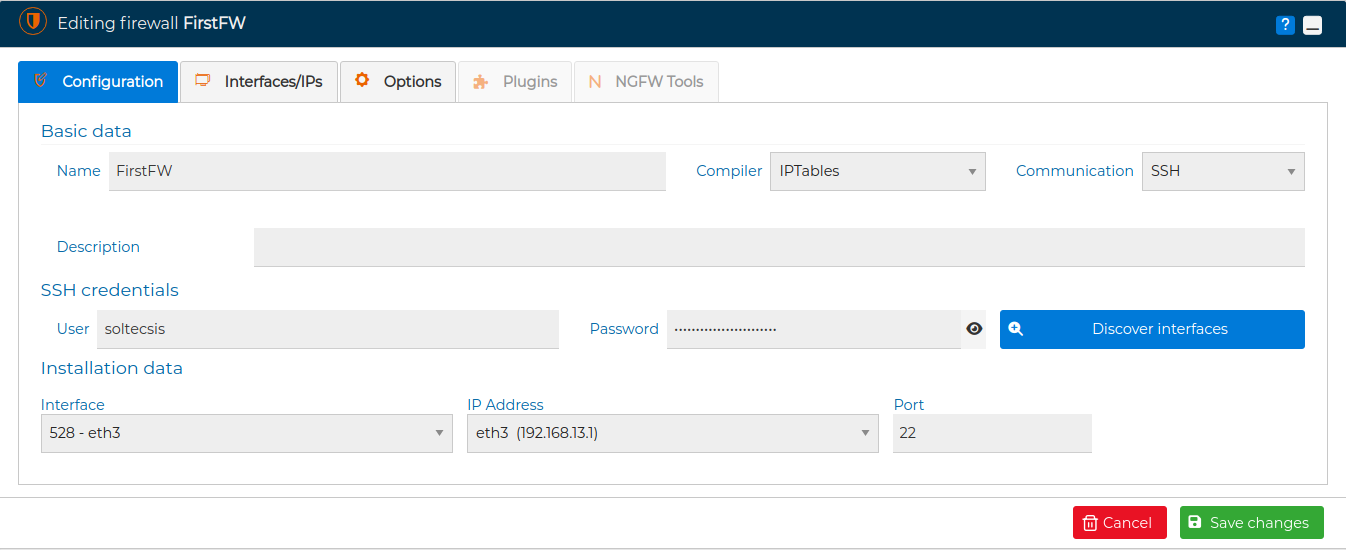 Editing firewall FirstFW
?
Configuration Interfaces/IPs Options Plugins N NGFW Tools
Basic data
Name FirstFW Compiler IPTables Communication SSH
Description
SSH credentials
User soltecsis Password ························ Discover interfaces
Installation data
Interface IP Address Port
528 - eth3 eth3 (192.168.13.1) 22
Cancel Save changes